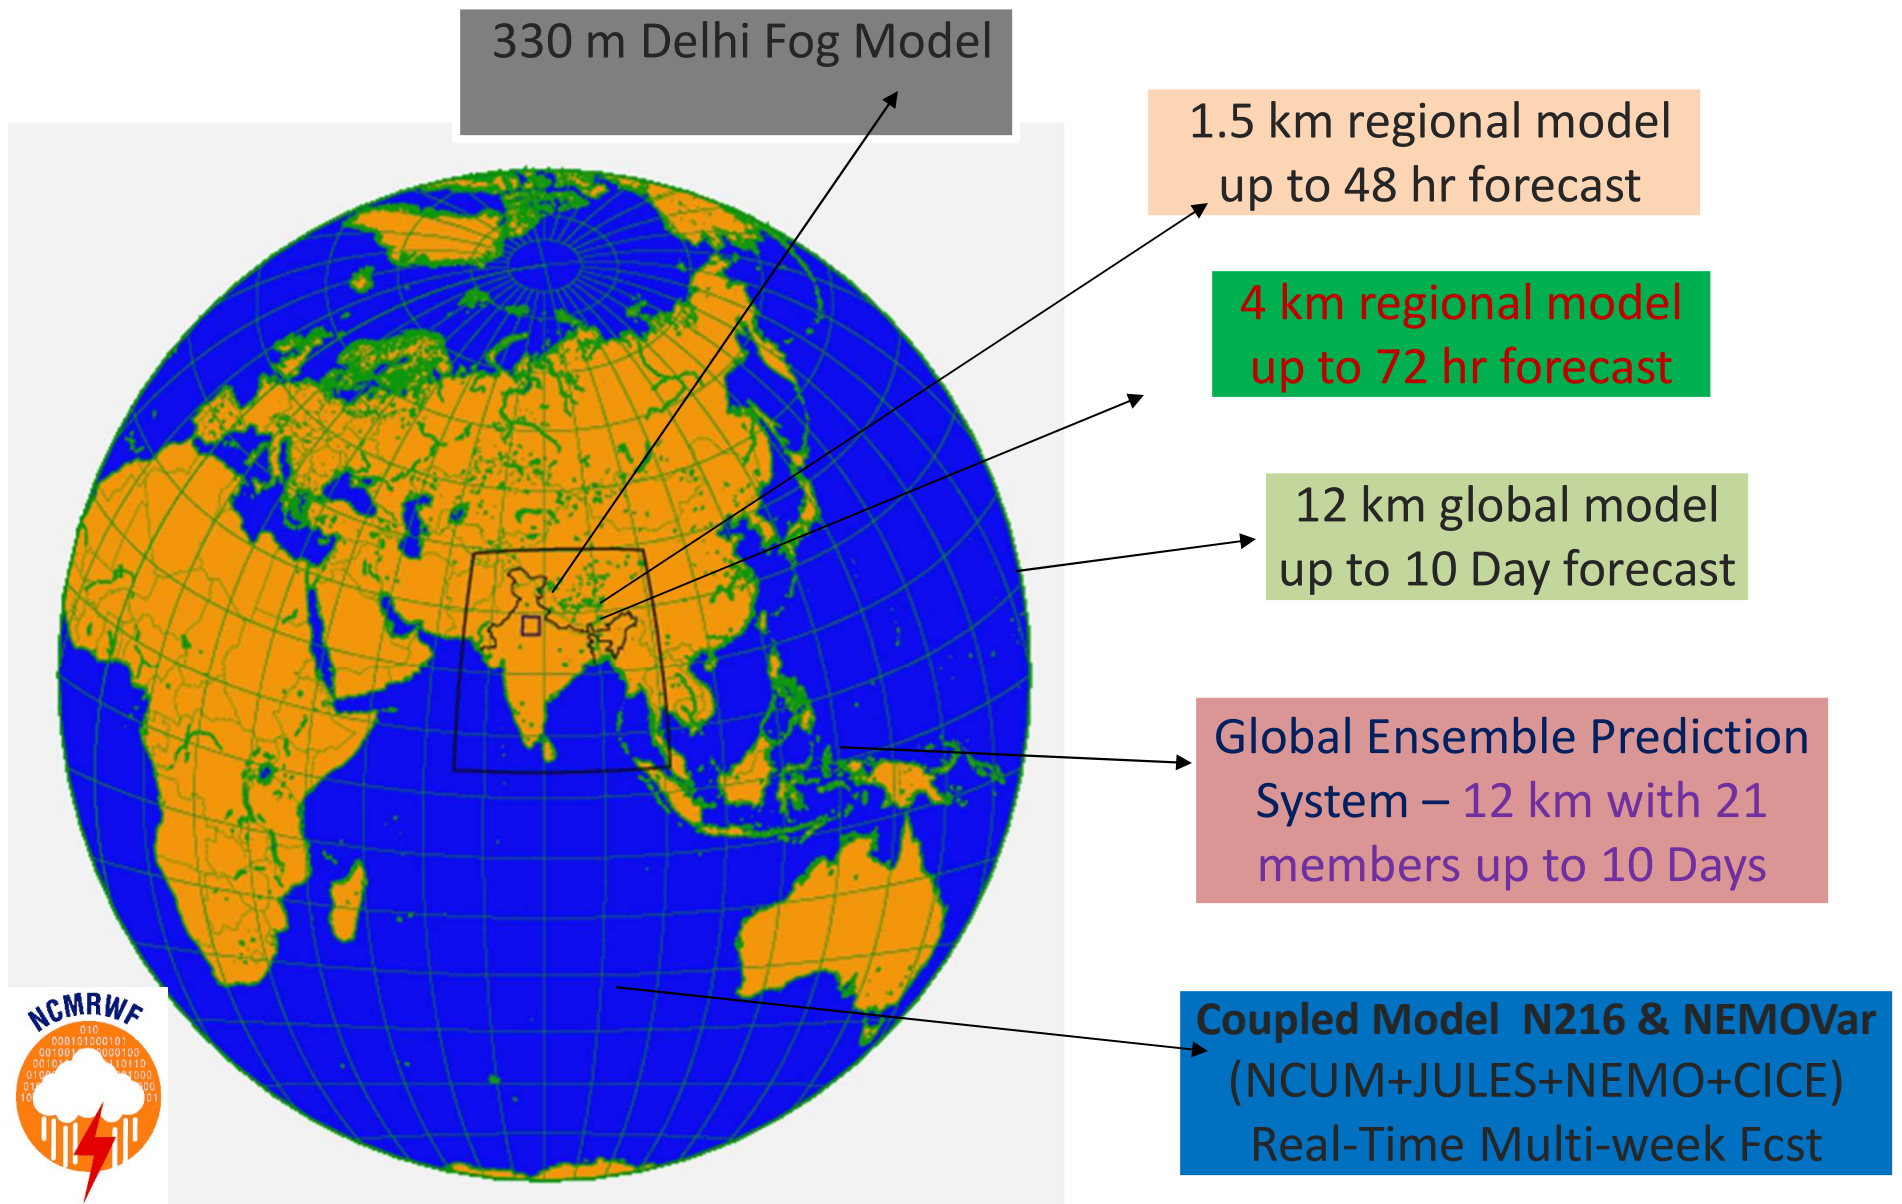 330 m Delhi Fog Model
1.5 km regional model
up to 48 hr forecast
4 km regional model
up to 72 hr forecast
12 km global model
up to 10 Day forecast
Global Ensemble Prediction
System – 12 km with 21
members up to 10 Days
Coupled Model N216 & NEMOVar
(NCUM+JULES+NEMO+CICE)
Real-Time Multi-week Fcst
NCMRWF
010
000101000101